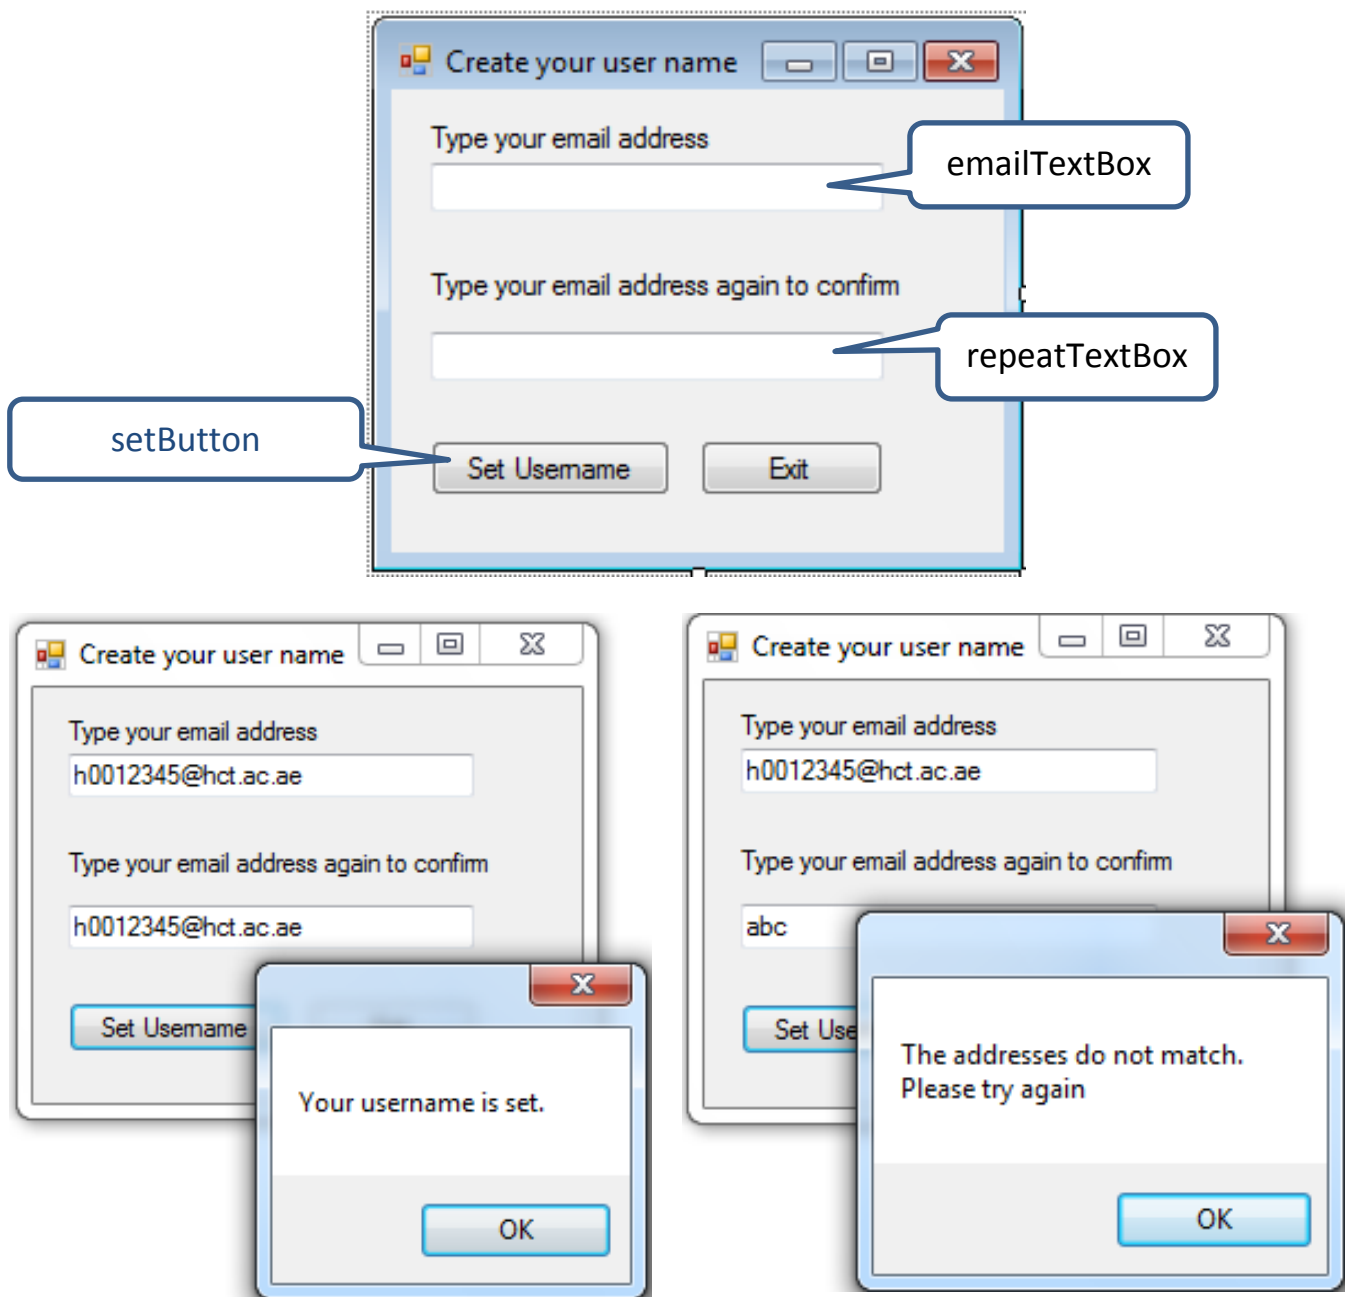 Create your user name
Type your email address
emailTextBox
Type your email address again to confirm
repeatTextBox
setButton
Set Username
Exit
Create your user name
Type your email address
h0012345@hct.ac.ae
Type your email address again to confirm
h0012345@hct.ac.ae
Set Username
Your username is set.
OK
Create your user name
Type your email address
h0012345@hct.ac.ae
Type your email address again to confirm
abc
Set Use
The addresses do not match.
Please try again
OK